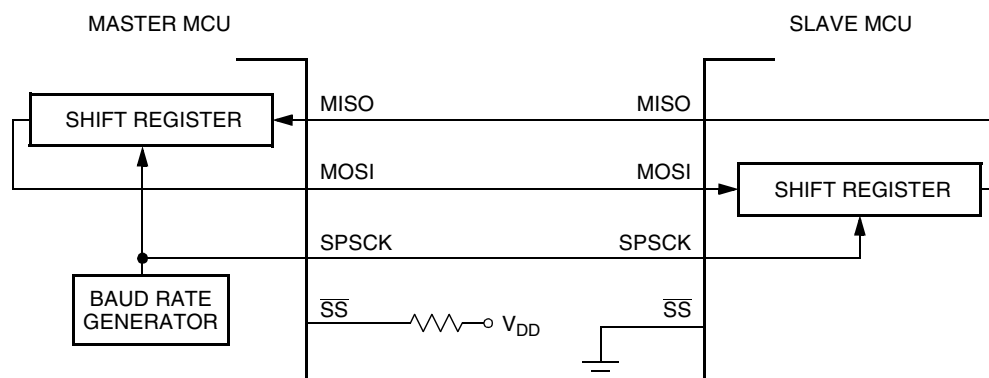 MASTER MCU
SLAVE MCU
SHIFT REGISTER
MISO
MISO
MOSI
MOSI
SHIFT REGISTER
SPSCK
SPSCK
BAUD RATE
GENERATOR
SS
VDD
SS